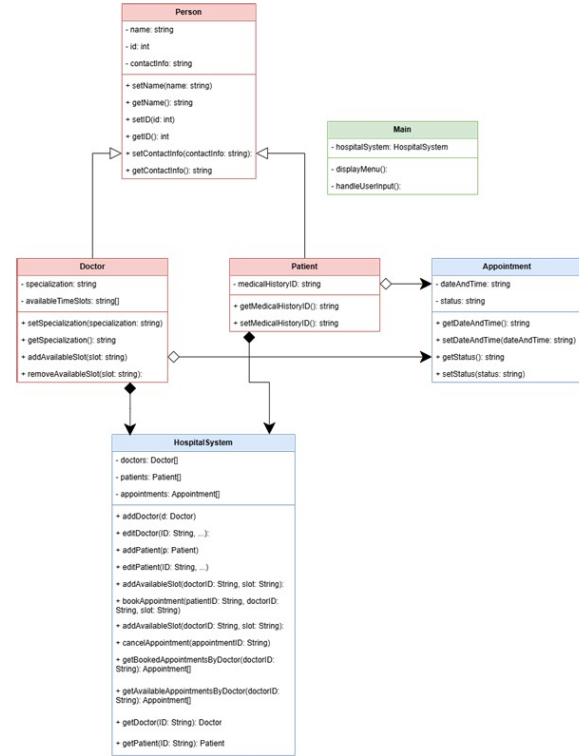 Person
- name: string
- id: int
- contactInfo: string
+ setName(name: string)
+ getName(): string
+ setID(id: int)
+ getID(): int
+ setContactInfo(contactInfo: string):
+ getContactInfo(): string
Main
- hospitalSystem: HospitalSystem
- displayMenu():
- handleUserInput():
Doctor
- specialization: string
- availableTimeSlots: string[]
+ setSpecialization(specialization: string)
+ getSpecialization(): string
+ addAvailableSlot(slot: string)
+ removeAvailableSlot(slot: string):
Patient
- medicalHistoryID: string
+ getMedicalHistoryID(): string
+ setMedicalHistoryID(): string
Appointment
- dateAndTime: string
- status: string
+ getDateAndTime(): string
+ setDateAndTime(dateAndTime: string)
+ getStatus(): string
+ setStatus(status: string)
HospitalSystem
- doctors: Doctor[]
- patients: Patient[]
- appointments: Appointment[]
+ addDoctor(d: Doctor)
+ editDoctor(ID: String, ...):
+ addPatient(p: Patient)
+ editPatient(ID: String, ...)
+ addAvailableSlot(doctorID: String, slot: String):
+ bookAppointment(patientID: String, doctorID:
String, slot: String)
+ addAvailableSlot(doctorID: String, slot: String):
+ cancelAppointment(appointmentID: String)
+ getBookedAppointmentsByDoctor(doctorID:
String): Appointment[]
+ getAvailableAppointmentsByDoctor(doctorID:
String): Appointment[]
+ getDoctor(ID: String): Doctor
+ getPatient(ID: String): Patient